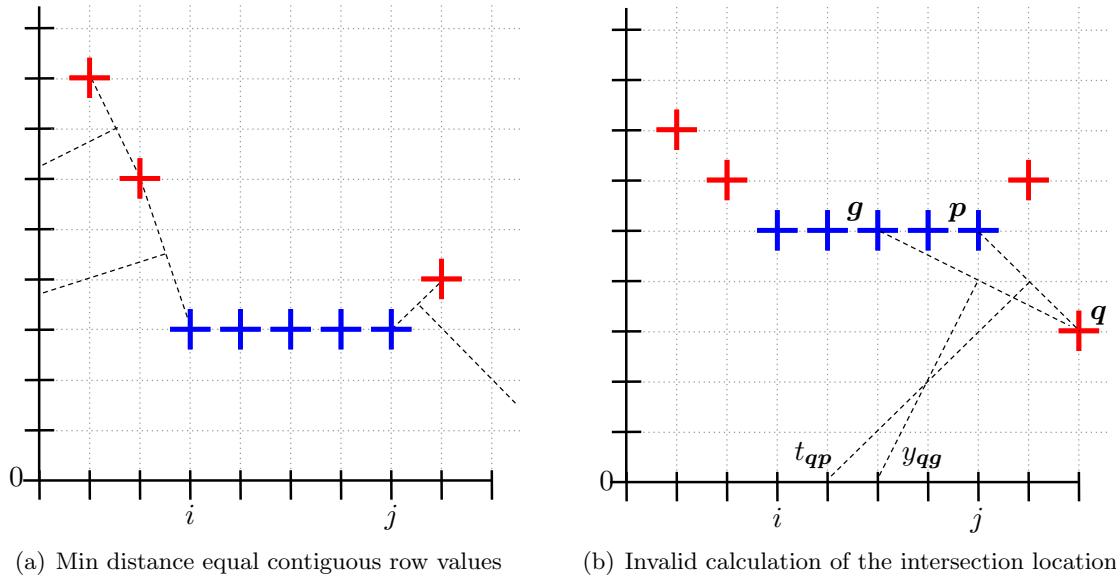 g p
q
t_qp y_qg
0 0
i j i j
(a) Min distance equal contiguous row values
(b) Invalid calculation of the intersection location